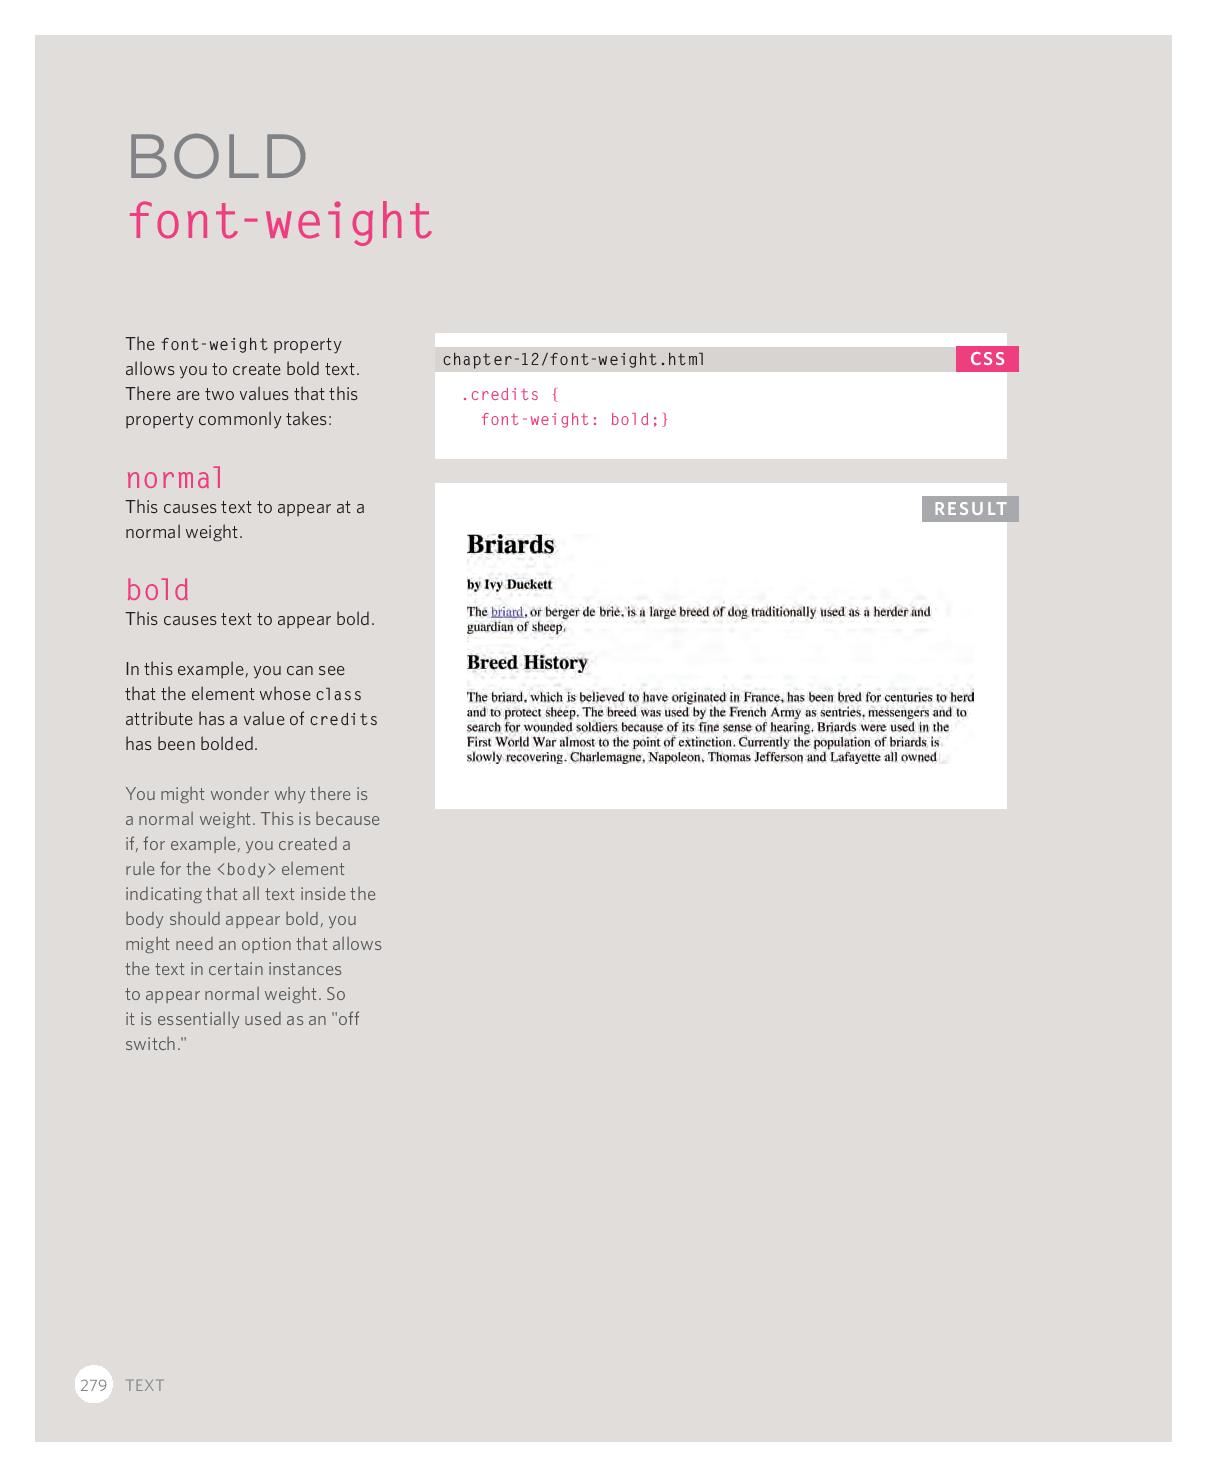 BOLD
font-weight
The font-weight property
allows you to create bold text.
There are two values that this
property commonly takes:
normal
This causes text to appear at a
normal weight.
bold
This causes text to appear bold.
In this example, you can see
that the element whose class
attribute has a value of credits
has been bolded.
You might wonder why there is
a normal weight. This is because
if, for example, you created a
rule for the <body> element
indicating that all text inside the
body should appear bold, you
might need an option that allows
the text in certain instances
to appear normal weight. So
it is essentially used as an "off
switch."
chapter-12/font-weight.html CSS
.credits {
font-weight: bold;}
RESULT
Briards
by Ivy Duckett
The briard, or berger de brie, is a large breed of dog traditionally used as a herder and
guardian of sheep.
Breed History
The briard, which is believed to have originated in France, has been bred for centuries to herd
and to protect sheep. The breed was used by the French Army as sentries, messengers and to
search for wounded soldiers because of its fine sense of hearing. Briards were used in the
First World War almost to the point of extinction. Currently the population of briards is
slowly recovering. Charlemagne, Napoleon, Thomas Jefferson and Lafayette all owned
279 TEXT